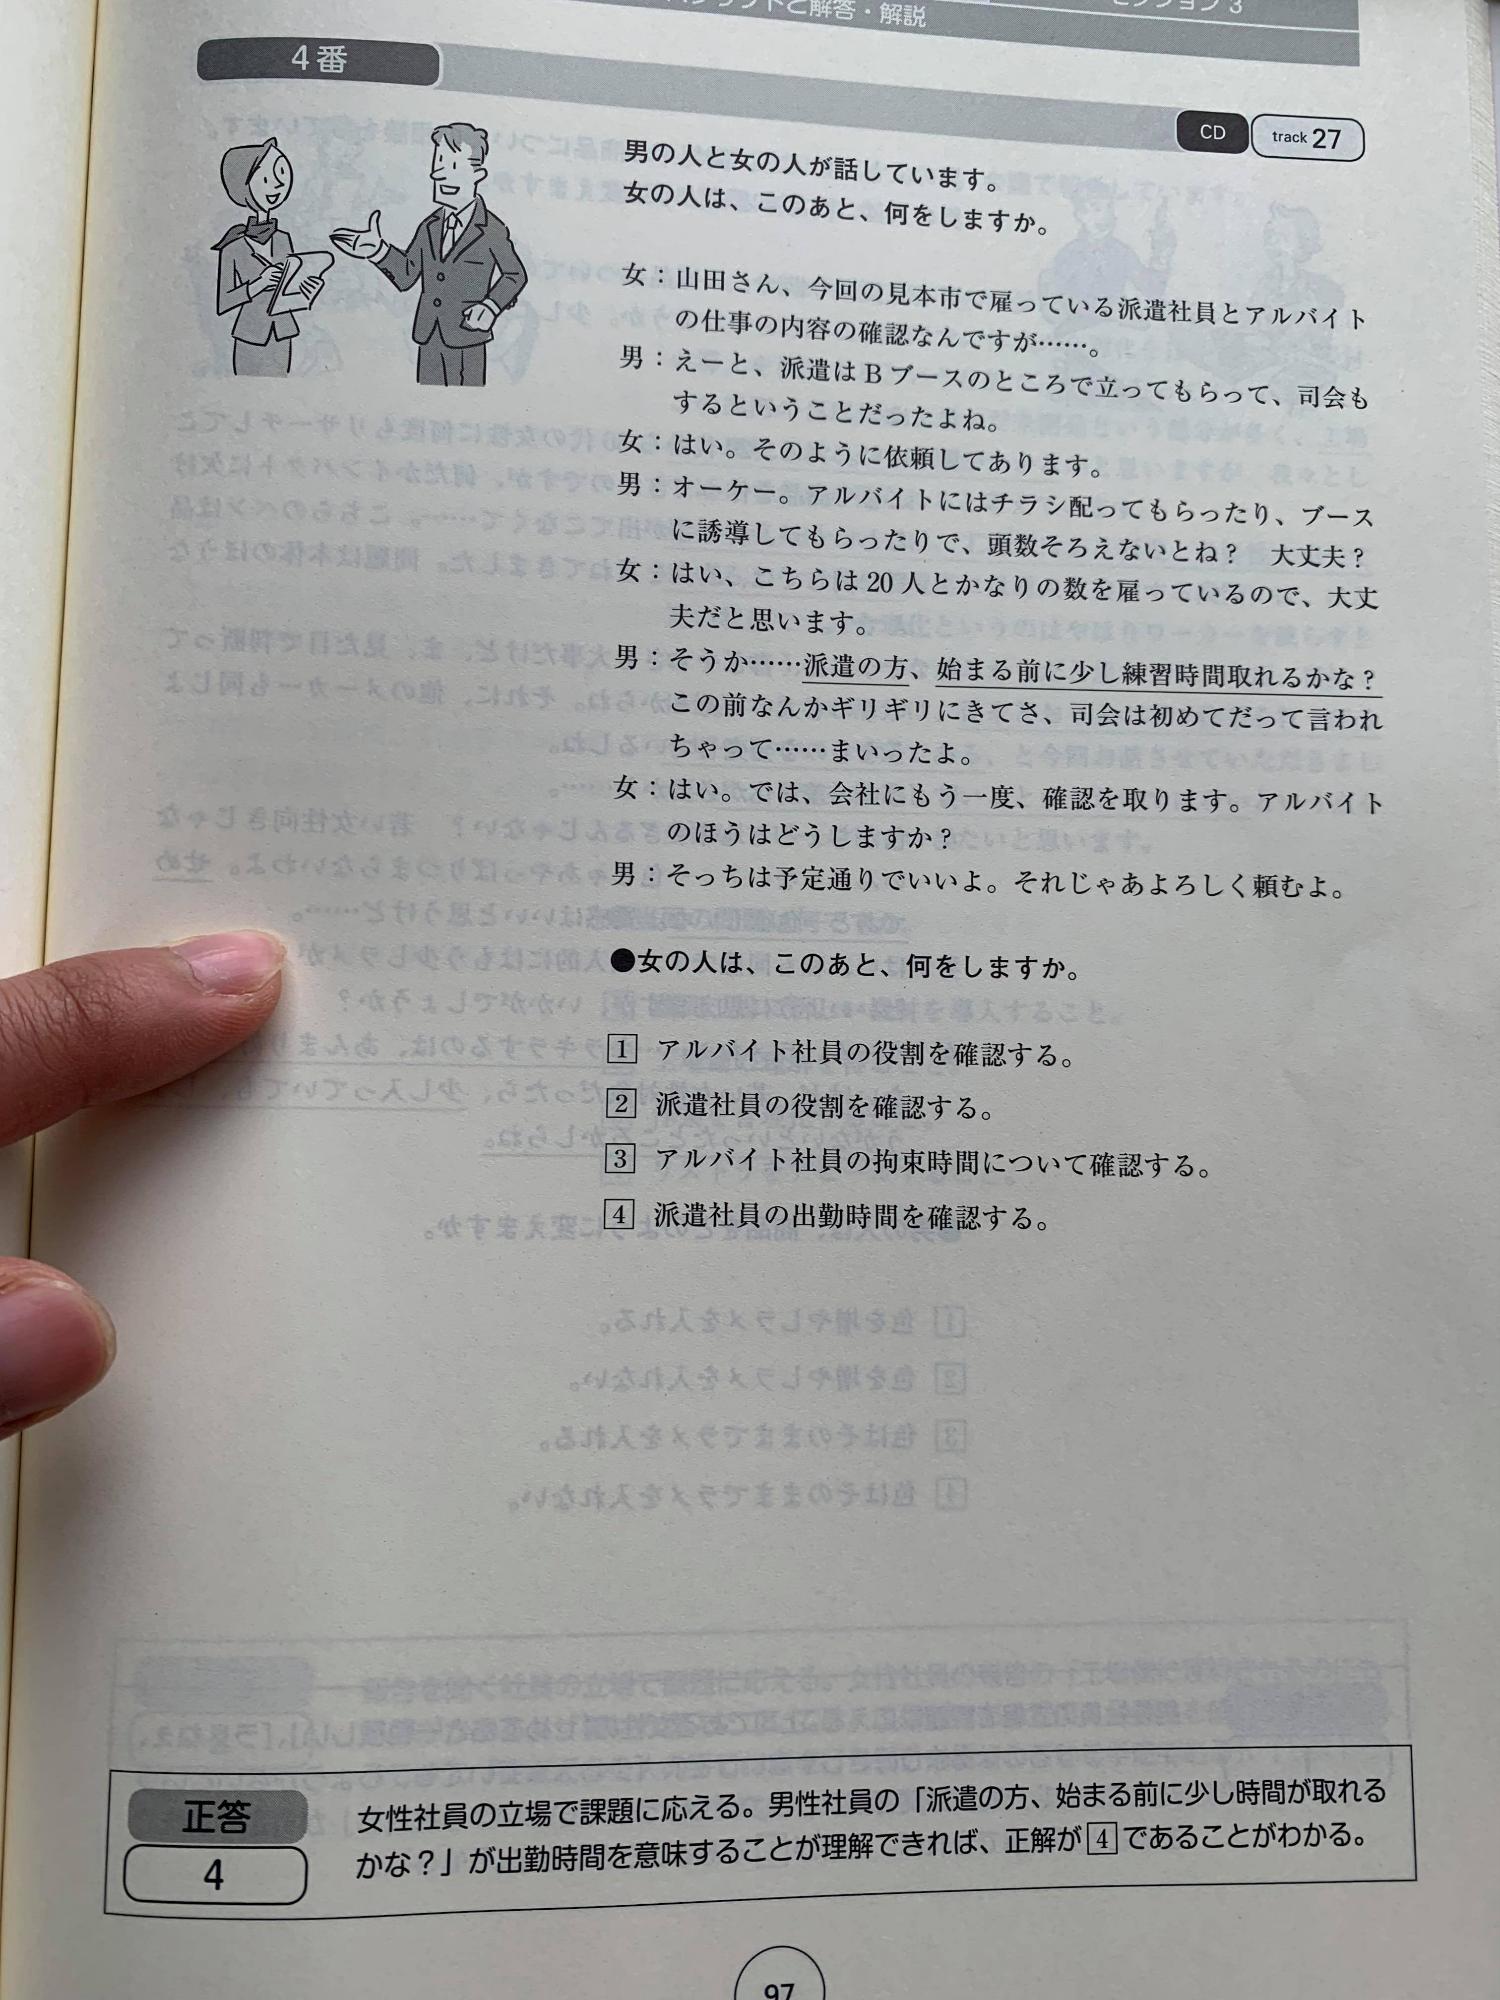 クリプトと解答・解説
セクション 3
4番
CD
track 27
男の人と女の人が話しています。
女の人は、このあと、何をしますか。
女：山田さん、今回の見本市で雇っている派遣社員とアルバイト
の仕事の内容の確認なんですが……。
男：えーと、派遣は B ブースのところで立ってもらって、司会も
するということだったよね。
女：はい。そのように依頼してあります。
男：オーケー。アルバイトにはチラシ配ってもらったり、ブース
に誘導してもらったりで、頭数そろえないとね？　大丈夫？
女：はい、こちらは 20 人とかなりの数を雇っているので、大丈
夫だと思います。
男：そうか……派遣の方、始まる前に少し練習時間取れるかな？
この前なんかギリギリにきてさ、司会は初めてだって言われ
ちゃって……まいったよ。
女：はい。では、会社にもう一度、確認を取ります。アルバイト
のほうはどうしますか？
男：そっちは予定通りでいいよ。それじゃあよろしく頼むよ。
●女の人は、このあと、何をしますか。
1 アルバイト社員の役割を確認する。
2 派遣社員の役割を確認する。
3 アルバイト社員の拘束時間について確認する。
4 派遣社員の出勤時間を確認する。
正答
4
女性社員の立場で課題に応える。男性社員の「派遣の方、始まる前に少し時間が取れる
かな？」が出勤時間を意味することが理解できれば、正解が 4 であることがわかる。
97